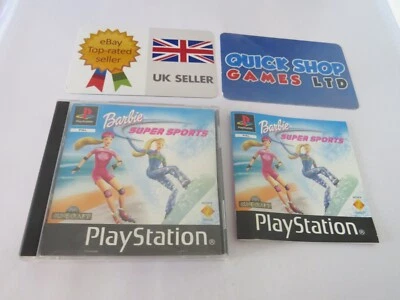 eBay
Top-rated
seller
UK SELLER
QUICK SHOP
GAMES LTD
Barbie
SUPER SPORTS
PlayStation®
Barbie
SUPER SPORTS
PlayStation®